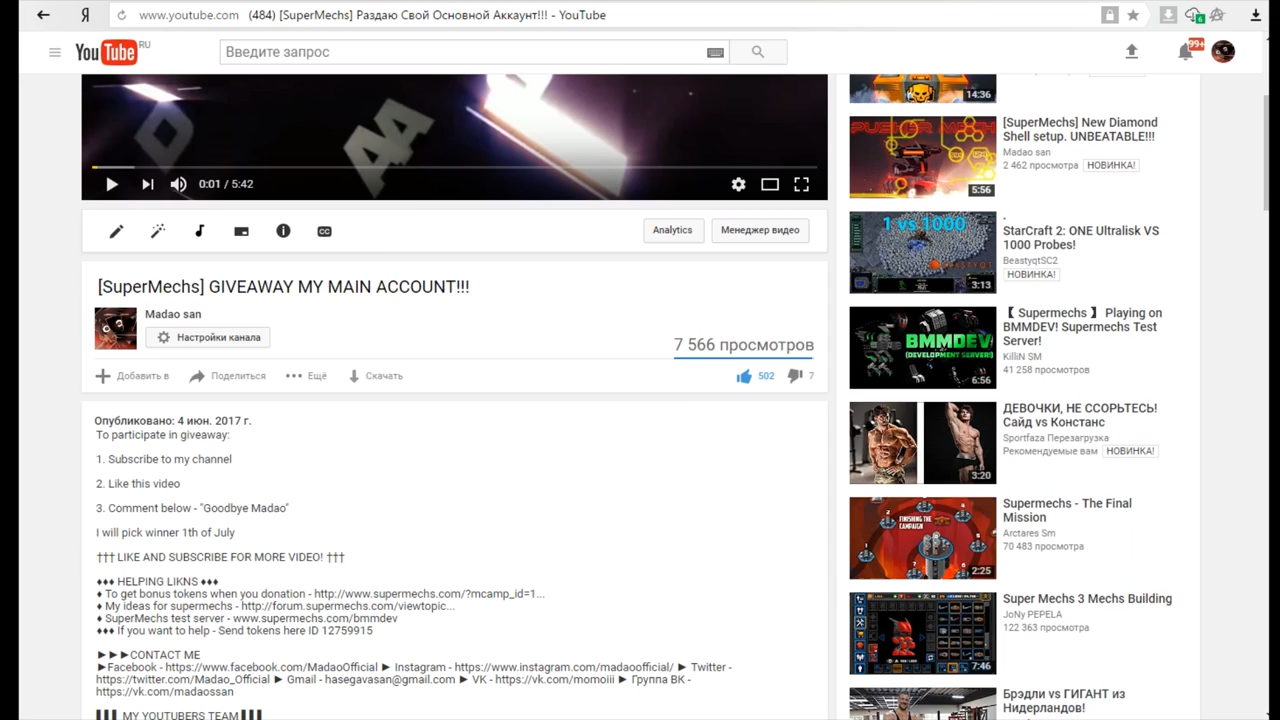 Я www.youtube.com (484) [SuperMechs] Раздаю Свой Основной Аккаунт!!! - YouTube
6
YouTube RU
Введите запрос
99+
14:36
AA
[SuperMechs] New Diamond
Shell setup. UNBEATABLE!!!
Madao san
2 462 просмотра НОВИНКА!
PUSHER MECH
5:56
0:01 / 5:42
Analytics
Менеджер видео
.
StarCraft 2: ONE Ultralisk VS
1000 Probes!
BeastyqtSC2
НОВИНКА!
1 vs 1000
BEASTYQT
3:13
[SuperMechs] GIVEAWAY MY MAIN ACCOUNT!!!
Madao san
Настройки канала
7 566 просмотров
Добавить в
Поделиться
Ещё
Скачать
502
7
【 Supermechs 】 Playing on
BMMDEV! Supermechs Test
Server!
KilliN SM
41 258 просмотров
BMMDEV
(DEVELOPMENT SERVER!)
6:56
Опубликовано: 4 июн. 2017 г.
To participate in giveaway:
1. Subscribe to my channel
2. Like this video
3. Comment below - "Goodbye Madao"
I will pick winner 1th of July
††† LIKE AND SUBSCRIBE FOR MORE VIDEO! †††
♦♦♦ HELPING LIKNS ♦♦♦
♦ To get bonus tokens when you donation - http://www.supermechs.com/?mcamp_id=1...
♦ My ideas for supermechs - http://forum.supermechs.com/viewtopic...
♦ SuperMechs test server - www.supermechs.com/bmmdev
♦♦♦ If you want to help - Send tokens here ID 12759915
►►►CONTACT ME
►Facebook - https://www.facebook.com/MadaoOfficial ► Instagram - https://www.instagram.com/madaoofficial/ ► Twitter -
https://twitter.com/Madao_Official ► Gmail - hasegavasan@gmail.com ► VK - https://vk.com/momoiii ► Группа ВК -
https://vk.com/madaossan
MY YOUTUBERS TEAM
ДЕВОЧКИ, НЕ ССОРЬТЕСЬ!
Сайд vs Констанс
Sportfaza Перезагрузка
Рекомендуемые вам НОВИНКА!
3:20
Supermechs - The Final
Mission
Arctares Sm
70 483 просмотра
FINISHING THE
CAMPAIGN
2:25
Super Mechs 3 Mechs Building
JoNy PEPELA
122 363 просмотра
7:46
Брэдли vs ГИГАНТ из
Нидерландов!